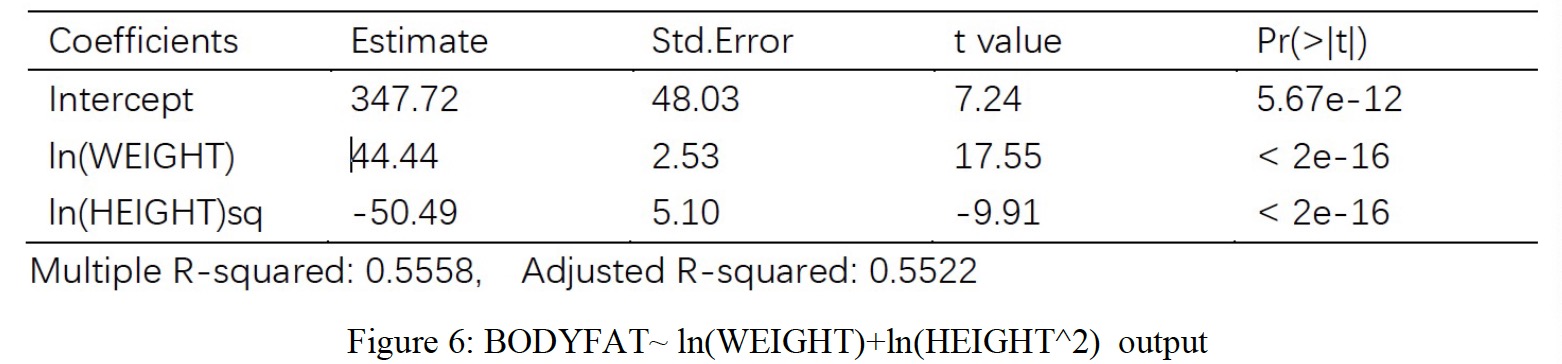 Coefficients Estimate Std.Error t value Pr(>|t|)
Intercept 347.72 48.03 7.24 5.67e-12
ln(WEIGHT) 44.44 2.53 17.55 < 2e-16
ln(HEIGHT)sq -50.49 5.10 -9.91 < 2e-16
Multiple R-squared: 0.5558, Adjusted R-squared: 0.5522
Figure 6: BODYFAT~ ln(WEIGHT)+ln(HEIGHT^2) output